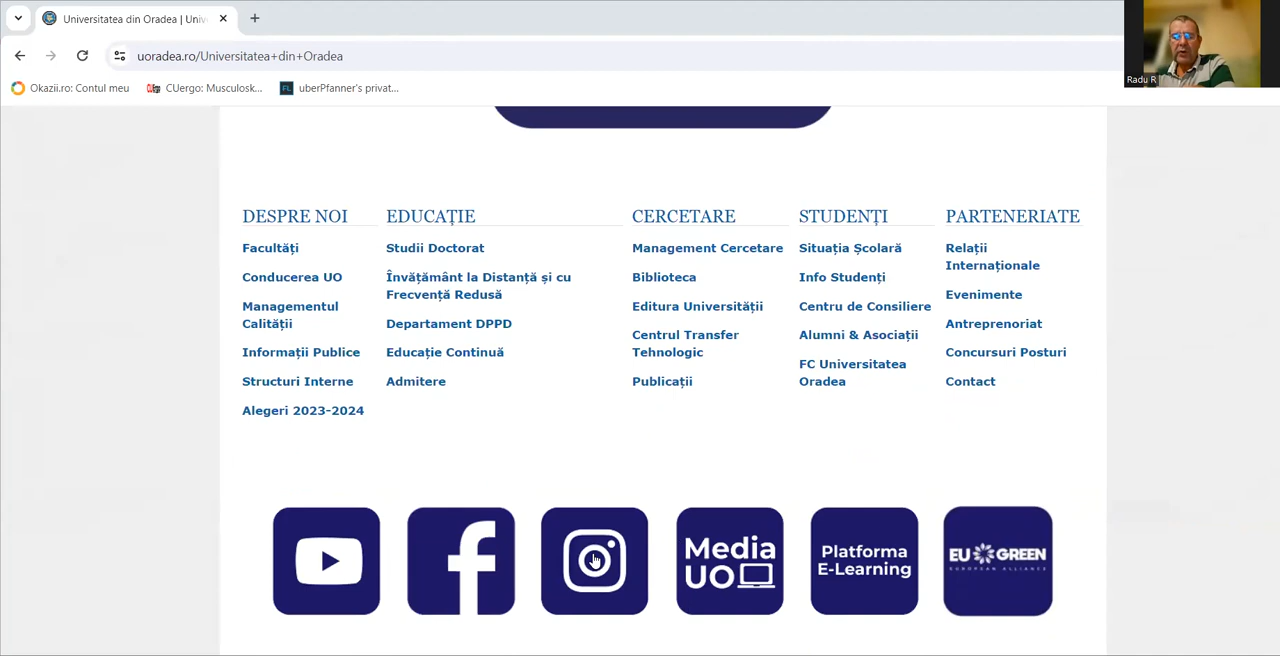 Universitatea din Oradea | Univ
uoradea.ro/Universitatea+din+Oradea
Okazii.ro: Contul meu
CUergo: Musculosk...
FL
uberPfanner's privat...
Radu R
DESPRE NOI
Facultăți
Conducerea UO
Managementul
Calității
Informații Publice
Structuri Interne
Alegeri 2023-2024
EDUCAȚIE
Studii Doctorat
Învățământ la Distanță și cu
Frecvență Redusă
Departament DPPD
Educație Continuă
Admitere
CERCETARE
Management Cercetare
Biblioteca
Editura Universității
Centrul Transfer
Tehnologic
Publicații
STUDENȚI
Situația Școlară
Info Studenți
Centru de Consiliere
Alumni & Asociații
FC Universitatea
Oradea
PARTENERIATE
Relații
Internaționale
Evenimente
Antreprenoriat
Concursuri Posturi
Contact
Media
UO
Platforma
E-Learning
EU GREEN
EUROPEAN ALLIANCE